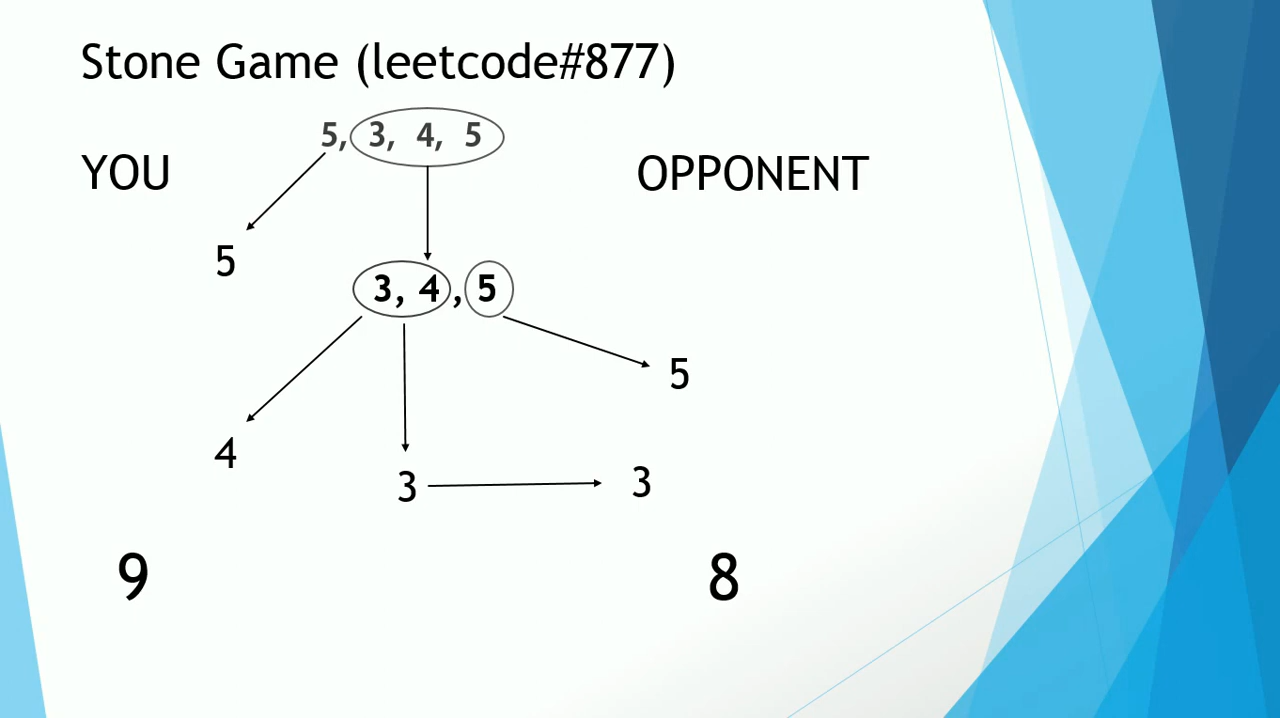 Stone Game (leetcode#877)
5, 3, 4, 5
YOU
OPPONENT
5
3, 4, 5
5
4
3
3
9
8